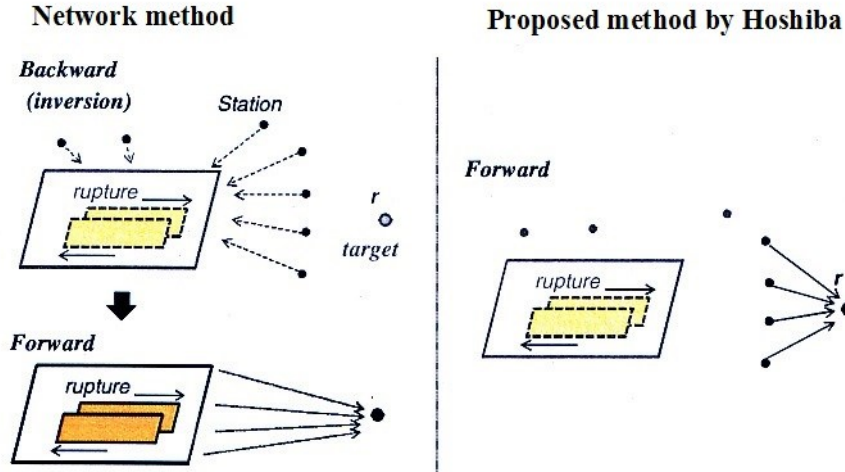 Network method
Backward
(inversion)
Station
rupture
r
target
Forward
rupture
Proposed method by Hoshiba
Forward
rupture
r